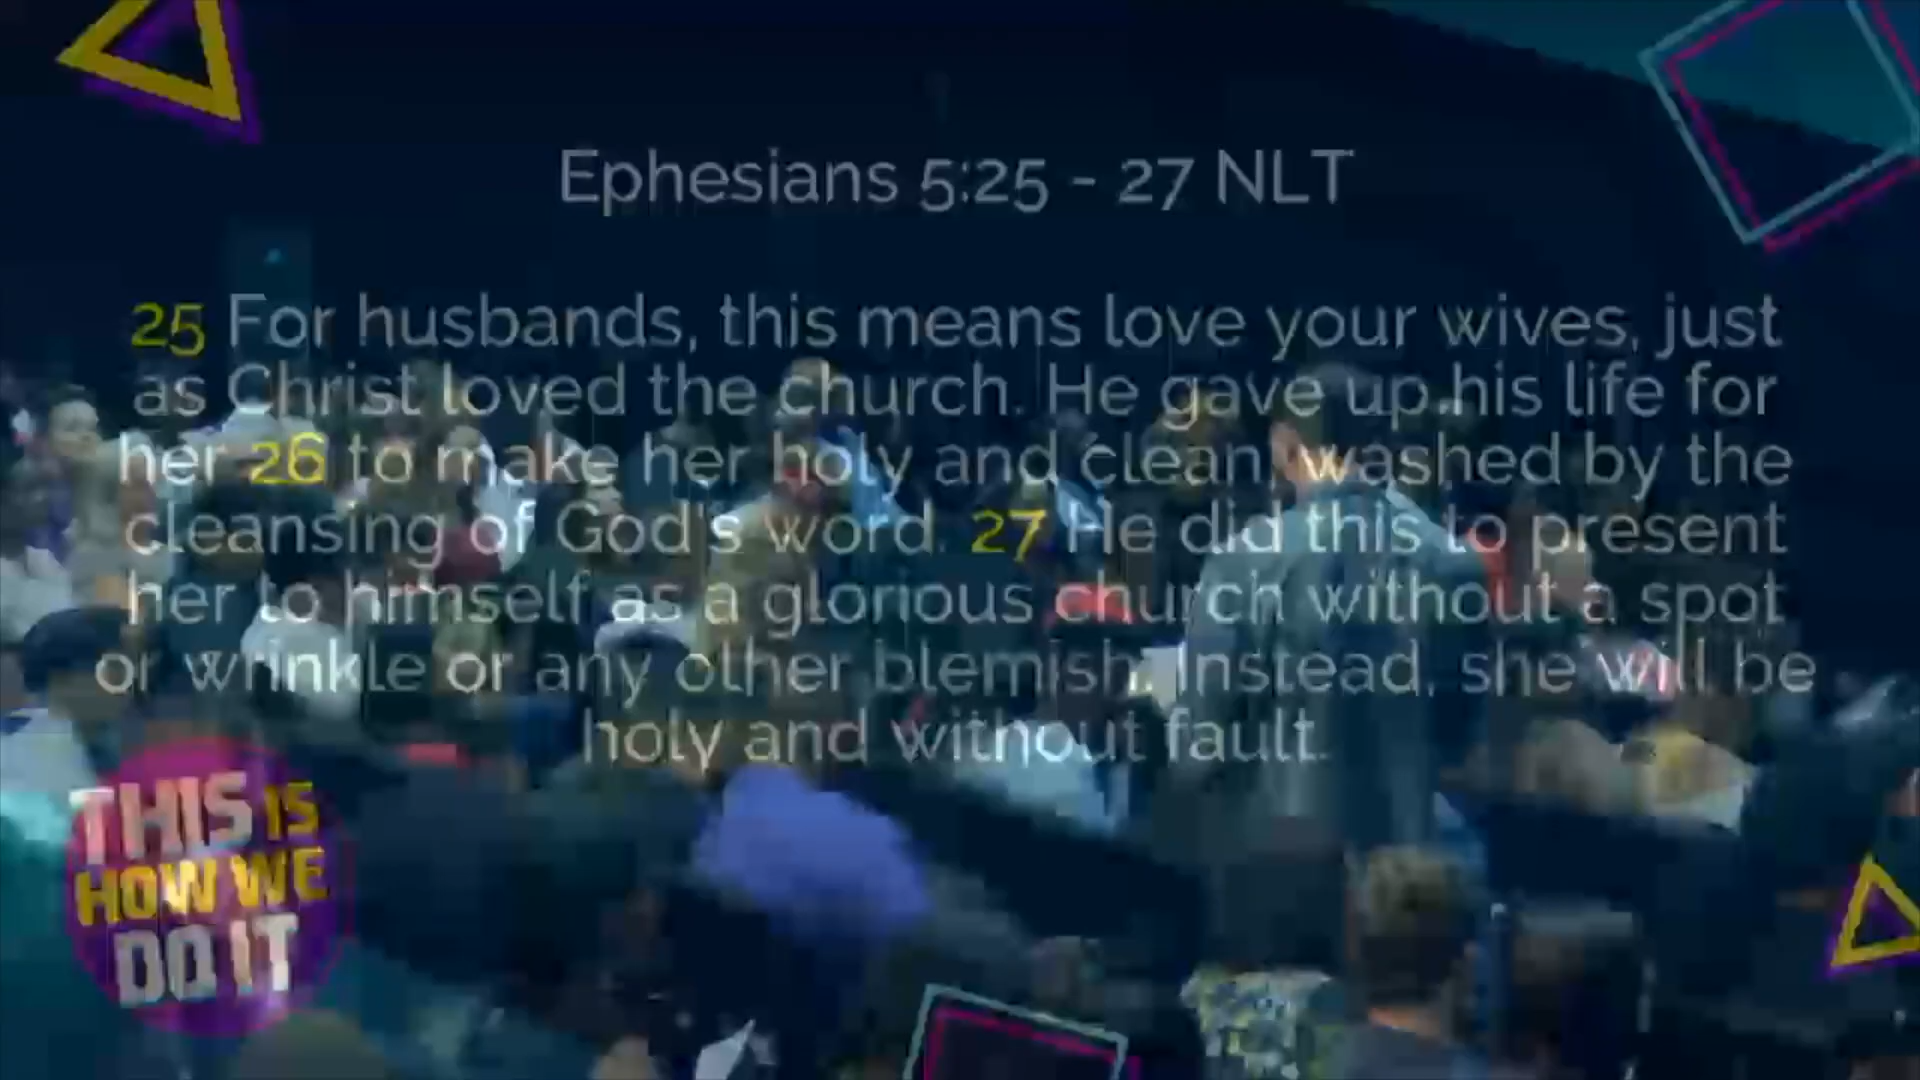 Ephesians 5:25 - 27 NLT
25 For husbands, this means love your wives, just
as Christ loved the church. He gave up his life for
her 26 to make her holy and clean, washed by the
cleansing of God's word. 27 He did this to present
her to himself as a glorious church without a spot
or wrinkle or any other blemish. Instead, she will be
holy and without fault.
THIS IS
HOW WE
DO IT